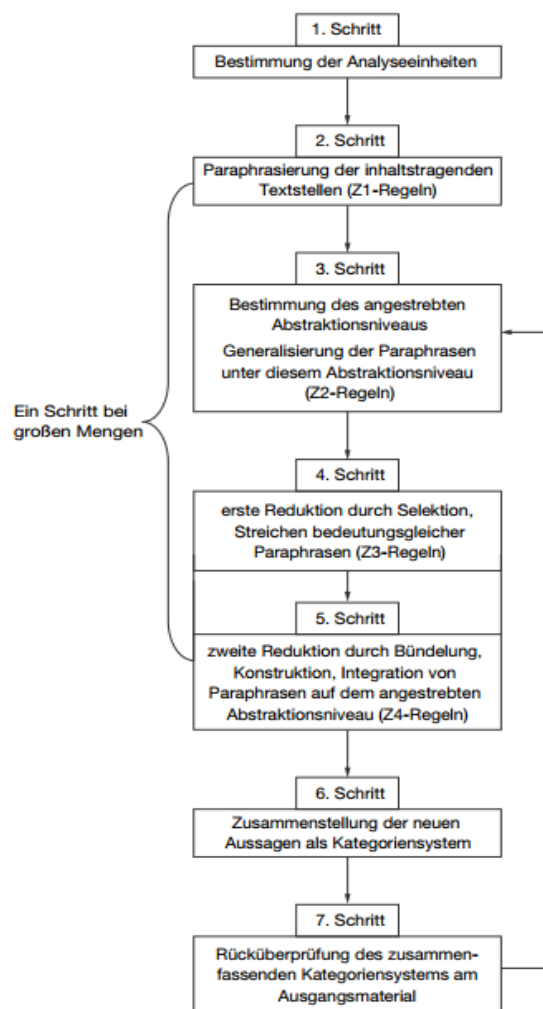 1. Schritt
Bestimmung der Analyseeinheiten
2. Schritt
Paraphrasierung der inhaltstragenden
Textstellen (Z1-Regeln)
3. Schritt
Bestimmung des angestrebten
Abstraktionsniveaus
Generalisierung der Paraphrasen
unter diesem Abstraktionsniveau
(Z2-Regeln)
Ein Schritt bei
großen Mengen
4. Schritt
erste Reduktion durch Selektion,
Streichen bedeutungsgleicher
Paraphrasen (Z3-Regeln)
5. Schritt
zweite Reduktion durch Bündelung,
Konstruktion, Integration von
Paraphrasen auf dem angestrebten
Abstraktionsniveau (Z4-Regeln)
6. Schritt
Zusammenstellung der neuen
Aussagen als Kategoriensystem
7. Schritt
Rücküberprüfung des zusammen-
fassenden Kategoriensystems am
Ausgangsmaterial